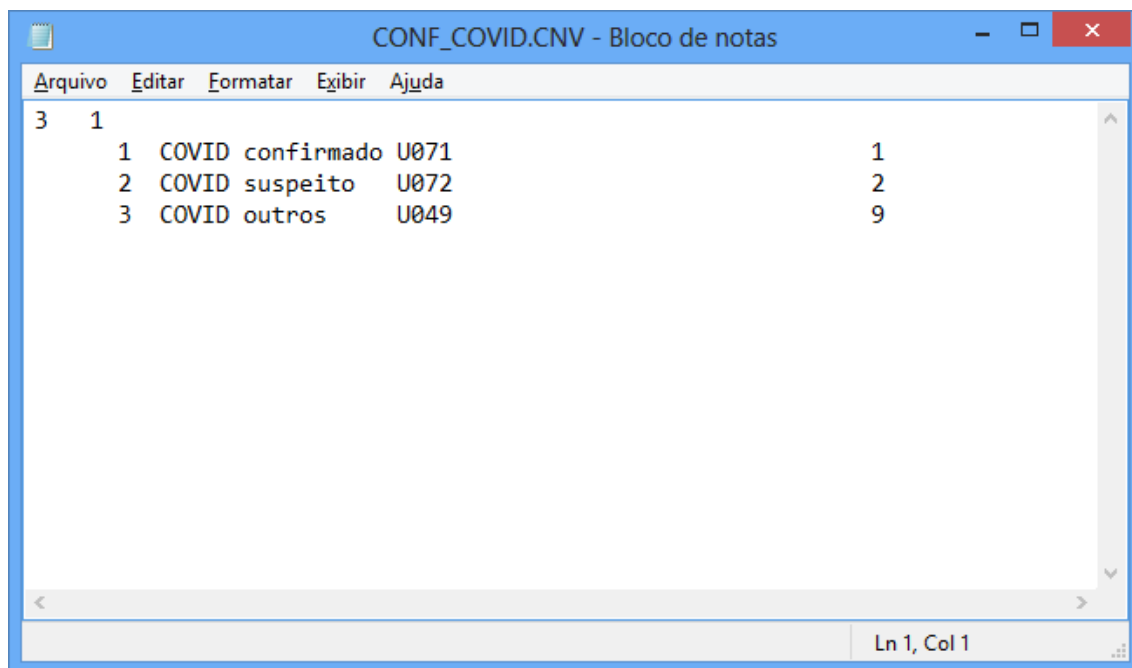 CONF_COVID.CNV - Bloco de notas
Arquivo Editar Formatar Exibir Ajuda
3 1
1 COVID confirmado U071 1
2 COVID suspeito U072 2
3 COVID outros U049 9
Ln 1, Col 1